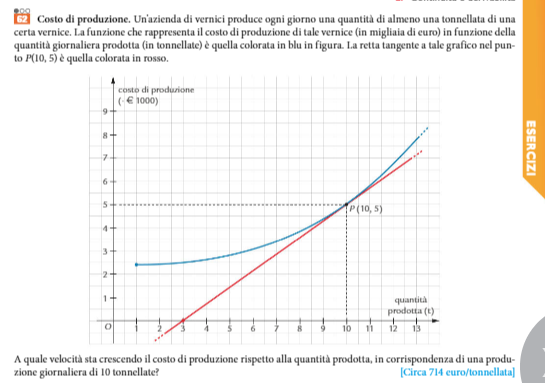 62 Costo di produzione. Un'azienda di vernici produce ogni giorno una quantità di almeno una tonnellata di una
certa vernice. La funzione che rappresenta il costo di produzione di tale vernice (in migliaia di euro) in funzione della
quantità giornaliera prodotta (in tonnellate) è quella colorata in blu in figura. La retta tangente a tale grafico nel pun-
to P(10, 5) è quella colorata in rosso.
costo di produzione
(· € 1000)
9
8
7
6
5
P(10, 5)
4
3
2
1
quantità
prodotta (t)
O 1 2 3 4 5 6 7 8 9 10 11 12 13
ESERCIZI
A quale velocità sta crescendo il costo di produzione rispetto alla quantità prodotta, in corrispondenza di una produ-
zione giornaliera di 10 tonnellate? [Circa 714 euro/tonnellata]